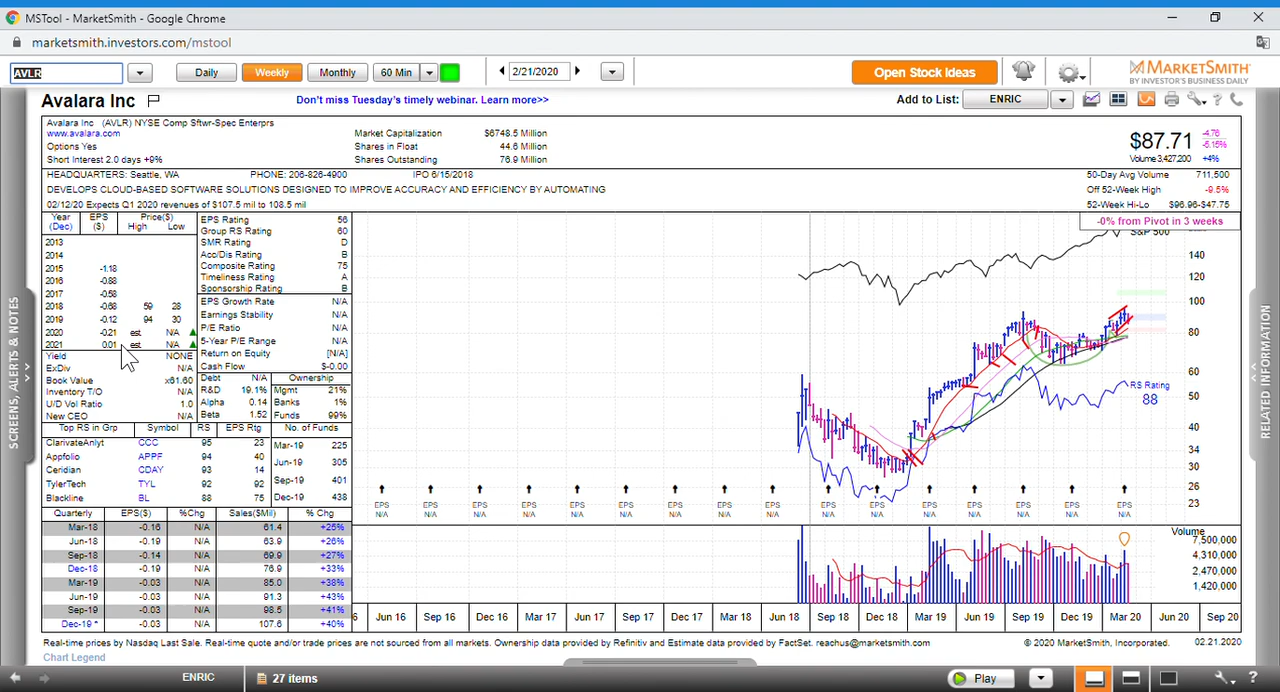 MSTool - MarketSmith - Google Chrome
marketsmith.investors.com/mstool
AVLR Daily Weekly Monthly 60 Min 2/21/2020 Open Stock Ideas MARKETSMITH
BY INVESTOR'S BUSINESS DAILY
Avalara Inc Don't miss Tuesday's timely webinar. Learn more>> Add to List: ENRIC
Avalara Inc (AVLR) NYSE Comp Sftwr-Spec Enterprs
www.avalara.com Market Capitalization $6748.5 Million $87.71 -4.76
Options Yes Shares in Float 44.6 Million -5.15%
Short Interest 2.0 days +9% Shares Outstanding 76.9 Million Volume 3,427,200 +4%
HEADQUARTERS: Seattle, WA PHONE: 206-826-4900 IPO 6/15/2018 50-Day Avg Volume 711,500
DEVELOPS CLOUD-BASED SOFTWARE SOLUTIONS DESIGNED TO IMPROVE ACCURACY AND EFFICIENCY BY AUTOMATING Off 52-Week High -9.5%
02/12/20 Expects Q1 2020 revenues of $107.5 mil to 108.5 mil 52-Week Hi-Lo $96.96-$47.75
-0% from Pivot in 3 weeks
S&P 500
Year EPS Price($)
(Dec) ($) High Low
2013
2014
2015 -1.18
2016 -0.88
2017 -0.58
2018 -0.68 59 28
2019 -0.12 94 30
2020 -0.21 est N/A
2021 0.01 est N/A
Yield NONE
ExDiv N/A
Book Value x61.60
Inventory T/O N/A
U/D Vol Ratio 1.0
New CEO N/A
EPS Rating 56
Group RS Rating 60
SMR Rating D
Acc/Dis Rating B
Composite Rating 75
Timeliness Rating A
Sponsorship Rating B
EPS Growth Rate N/A
Earnings Stability N/A
P/E Ratio N/A
5-Year P/E Range N/A
Return on Equity [N/A]
Cash Flow $-0.00
Debt N/A
R&D 19.1%
Alpha 0.14
Beta 1.52
Ownership
Mgmt 21%
Banks 1%
Funds 99%
Top RS in Grp Symbol RS EPS Rtg
ClarivateAnlyt CCC 95 23
Appfolio APPF 94 40
Ceridian CDAY 93 14
TylerTech TYL 92 92
Blackline BL 88 75
No. of Funds
Mar-19 225
Jun-19 305
Sep-19 401
Dec-19 438
Quarterly EPS($) %Chg Sales($Mil) % Chg
Mar-18 -0.16 N/A 61.4 +25%
Jun-18 -0.19 N/A 63.9 +26%
Sep-18 -0.14 N/A 69.9 +27%
Dec-18 -0.19 N/A 76.9 +33%
Mar-19 -0.03 N/A 85.0 +38%
Jun-19 -0.03 N/A 91.3 +43%
Sep-19 -0.03 N/A 98.5 +41%
Dec-19 * -0.03 N/A 107.6 +40%
140
120
100
80
60
50
40
34
30
26
23
RS Rating
88
EPS EPS EPS EPS EPS EPS EPS EPS EPS EPS EPS EPS EPS EPS EPS EPS
N/A N/A N/A N/A N/A N/A N/A N/A N/A N/A N/A N/A N/A N/A N/A N/A
Volume
7,500,000
4,310,000
2,470,000
1,420,000
6 Jun 16 Sep 16 Dec 16 Mar 17 Jun 17 Sep 17 Dec 17 Mar 18 Jun 18 Sep 18 Dec 18 Mar 19 Jun 19 Sep 19 Dec 19 Mar 20 Jun 20 Sep 20
Real-time prices by Nasdaq Last Sale. Real-time quote and/or trade prices are not sourced from all markets. Ownership data provided by Refinitiv and Estimate data provided by FactSet. reachus@marketsmith.com © 2020 MarketSmith, Incorporated. 02.21.2020
Chart Legend
SCREENS, ALERTS & NOTES
RELATED INFORMATION
ENRIC 27 items Play